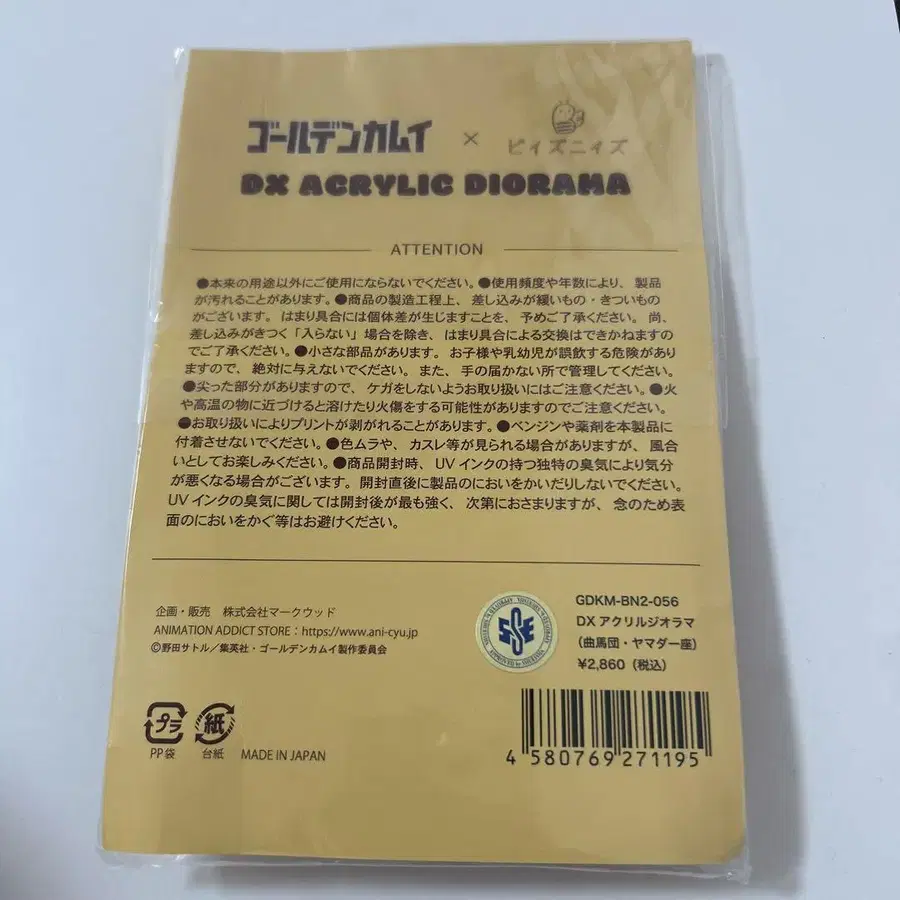 ゴールデンカムイ × ビィズニィズ
DX ACRYLIC DIORAMA
ATTENTION
●本来の用途以外にご使用にならないでください。●使用頻度や年数により、製品
が汚れることがあります。●商品の製造工程上、差し込みが緩いもの・きついもの
がございます。はまり具合には個体差が生じますことを、予めご了承ください。尚、
差し込みがきつく「入らない」場合を除き、はまり具合による交換はできかねますの
でご了承ください。●小さな部品があります。お子様や乳幼児が誤飲する危険があり
ますので、絶対に与えないでください。また、手の届かない所で管理してください。
●尖った部分がありますので、ケガをしないようお取り扱いにはご注意ください。●火
や高温の物に近づけると溶けたり火傷をする可能性がありますのでご注意ください。
●お取り扱いによりプリントが剥がれることがあります。●ベンジンや薬剤を本製品に
付着させないでください。●色ムラや、カスレ等が見られる場合がありますが、風合
いとしてお楽しみください。●商品開封時、UVインクの持つ独特の臭気により気分
が悪くなる場合がございます。開封直後に製品のにおいをかいだりしないでください。
UVインクの臭気に関しては開封後が最も強く、次第におさまりますが、念のため表
面のにおいをかぐ等はお避けください。
企画・販売 株式会社マークウッド
ANIMATION ADDICT STORE：https://www.ani-cyu.jp
©野田サトル／集英社・ゴールデンカムイ製作委員会
GDKM-BN2-056
DX アクリルジオラマ
(曲馬団・ヤマダー座)
¥2,860（税込）
プラ 紙
PP袋 台紙 MADE IN JAPAN
4 580769 271195